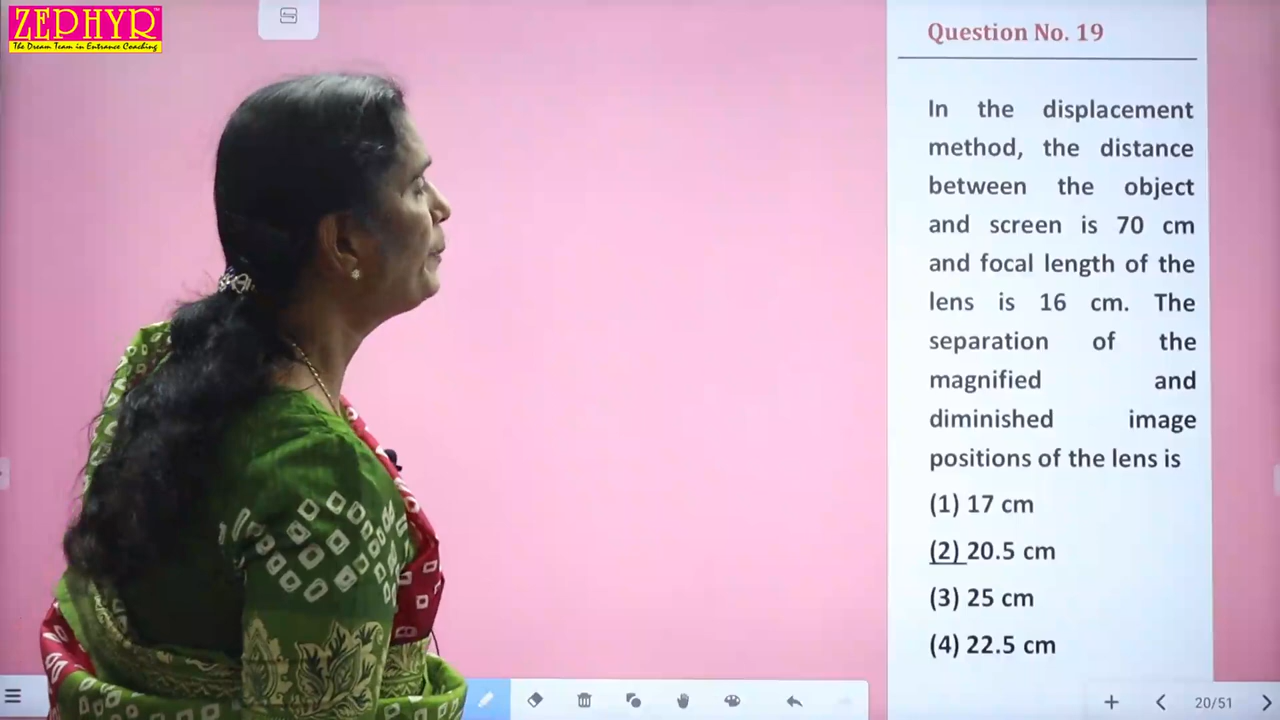 ZEPHYR™
The Dream Team in Entrance Coaching
Question No. 19
In the displacement
method, the distance
between the object
and screen is 70 cm
and focal length of the
lens is 16 cm. The
separation of the
magnified and
diminished image
positions of the lens is
(1) 17 cm
(2) 20.5 cm
(3) 25 cm
(4) 22.5 cm
20/51